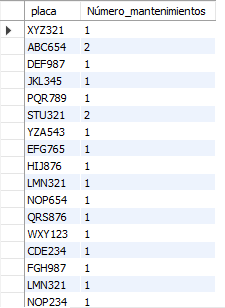 placa Número_mantenimientos
XYZ321 1
ABC654 2
DEF987 1
JKL345 1
PQR789 1
STU321 2
YZA543 1
EFG765 1
HIJ876 1
LMN321 1
NOP654 1
QRS876 1
WXY123 1
CDE234 1
FGH987 1
LMN321 1
NOP234 1